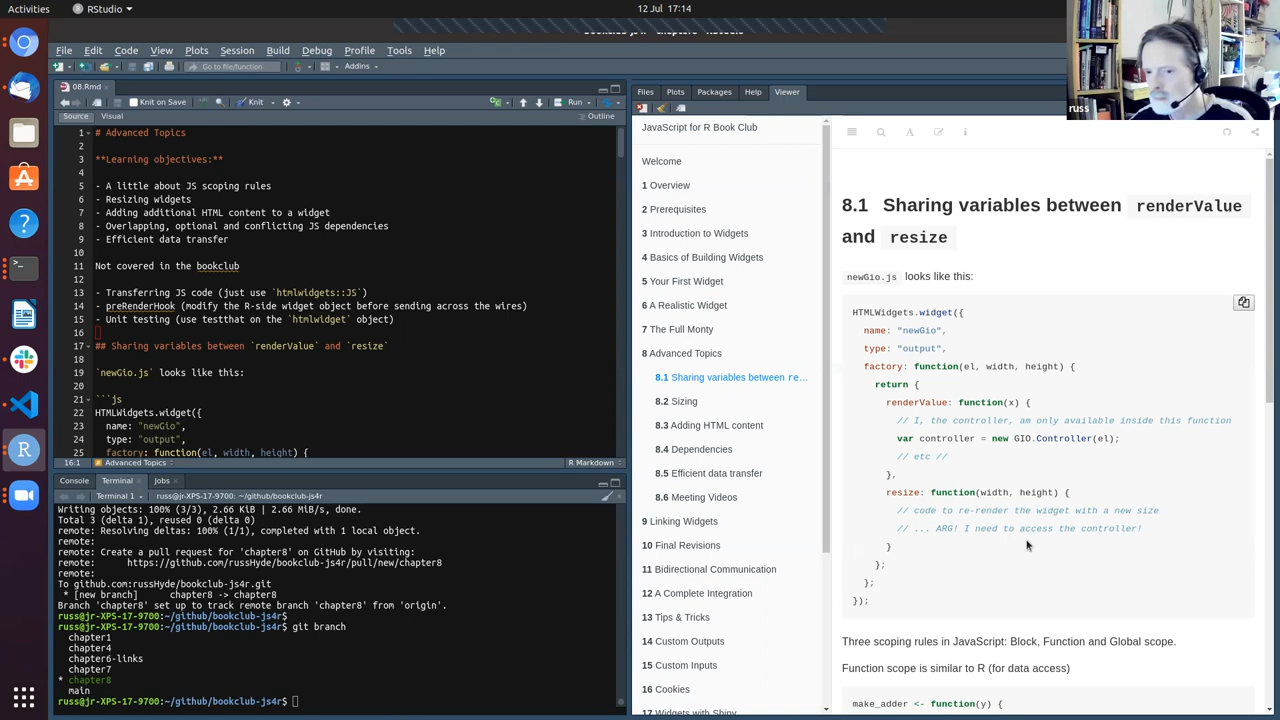 Activities
RStudio
12 Jul 17:14
russ
File Edit Code View Plots Session Build Debug Profile Tools Help
Go to file/function
Addins
08.Rmd
Knit on Save
Knit
Run
Source Visual
Outline
1 # Advanced Topics
2
3 **Learning objectives:**
4
5 - A little about JS scoping rules
6 - Resizing widgets
7 - Adding additional HTML content to a widget
8 - Overlapping, optional and conflicting JS dependencies
9 - Efficient data transfer
10
11 Not covered in the bookclub
12
13 - Transferring JS code (just use `htmlwidgets::JS`)
14 - preRenderHook (modify the R-side widget object before sending across the wires)
15 - Unit testing (use testthat on the `htmlwidget` object)
16
17 ## Sharing variables between `renderValue` and `resize`
18
19 `newGio.js` looks like this:
20
21 ```js
22 HTMLWidgets.widget({
23 name: "newGio",
24 type: "output",
25 factory: function(el, width, height) {
16:1 Advanced Topics
R Markdown
Console Terminal Jobs
Terminal 1 russ@jr-XPS-17-9700: ~/github/bookclub-js4r
Writing objects: 100% (3/3), 2.66 KiB | 2.66 MiB/s, done.
Total 3 (delta 1), reused 0 (delta 0)
remote: Resolving deltas: 100% (1/1), completed with 1 local object.
remote:
remote: Create a pull request for 'chapter8' on GitHub by visiting:
remote: https://github.com/russHyde/bookclub-js4r/pull/new/chapter8
remote:
To github.com:russHyde/bookclub-js4r.git
* [new branch] chapter8 -> chapter8
Branch 'chapter8' set up to track remote branch 'chapter8' from 'origin'.
russ@jr-XPS-17-9700:~/github/bookclub-js4r$
russ@jr-XPS-17-9700:~/github/bookclub-js4r$ git branch
chapter1
chapter4
chapter6-links
chapter7
* chapter8
main
russ@jr-XPS-17-9700:~/github/bookclub-js4r$
Files Plots Packages Help Viewer
JavaScript for R Book Club
Welcome
1 Overview
2 Prerequisites
3 Introduction to Widgets
4 Basics of Building Widgets
5 Your First Widget
6 A Realistic Widget
7 The Full Monty
8 Advanced Topics
8.1 Sharing variables between re...
8.2 Sizing
8.3 Adding HTML content
8.4 Dependencies
8.5 Efficient data transfer
8.6 Meeting Videos
9 Linking Widgets
10 Final Revisions
11 Bidirectional Communication
12 A Complete Integration
13 Tips & Tricks
14 Custom Outputs
15 Custom Inputs
16 Cookies
17 Widgets with Shiny
8.1 Sharing variables between renderValue
and resize
newGio.js looks like this:
HTMLWidgets.widget({
name: "newGio",
type: "output",
factory: function(el, width, height) {
return {
renderValue: function(x) {
// I, the controller, am only available inside this function
var controller = new GIO.Controller(el);
// etc //
},
resize: function(width, height) {
// code to re-render the widget with a new size
// ... ARG! I need to access the controller!
}
};
};
});
Three scoping rules in JavaScript: Block, Function and Global scope.
Function scope is similar to R (for data access)
make_adder <- function(y) {